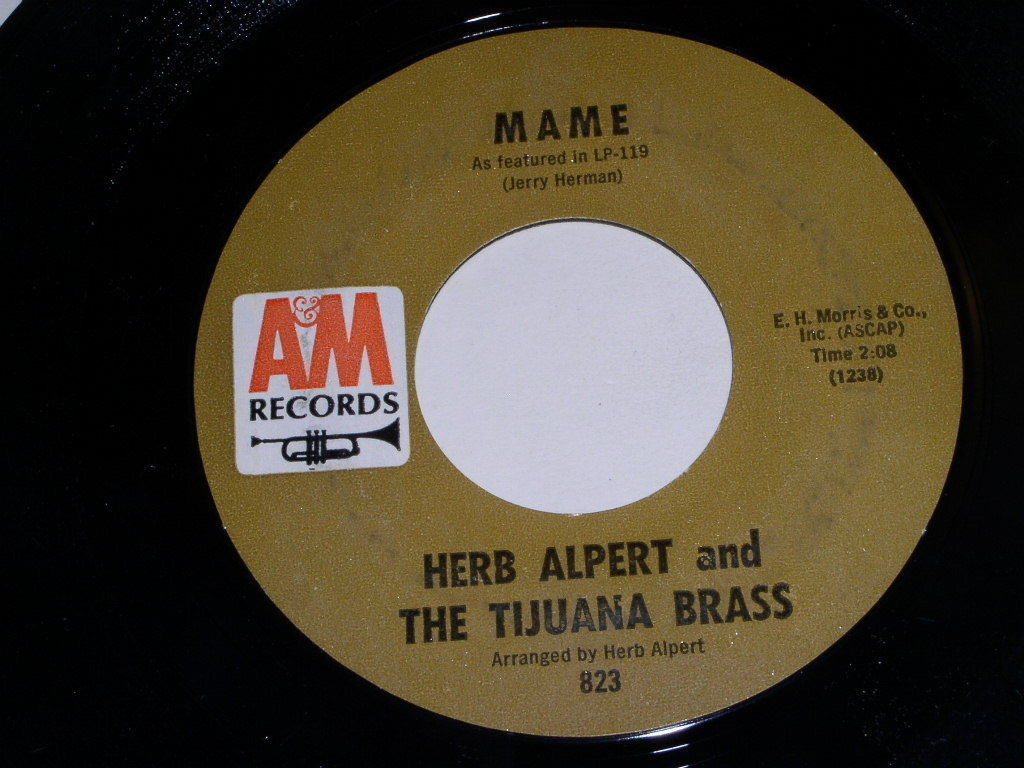 MAME
As featured in LP-119
(Jerry Herman)
A&M
RECORDS
E. H. Morris & Co.,
Inc. (ASCAP)
Time 2:08
(1238)
HERB ALPERT and
THE TIJUANA BRASS
Arranged by Herb Alpert
823